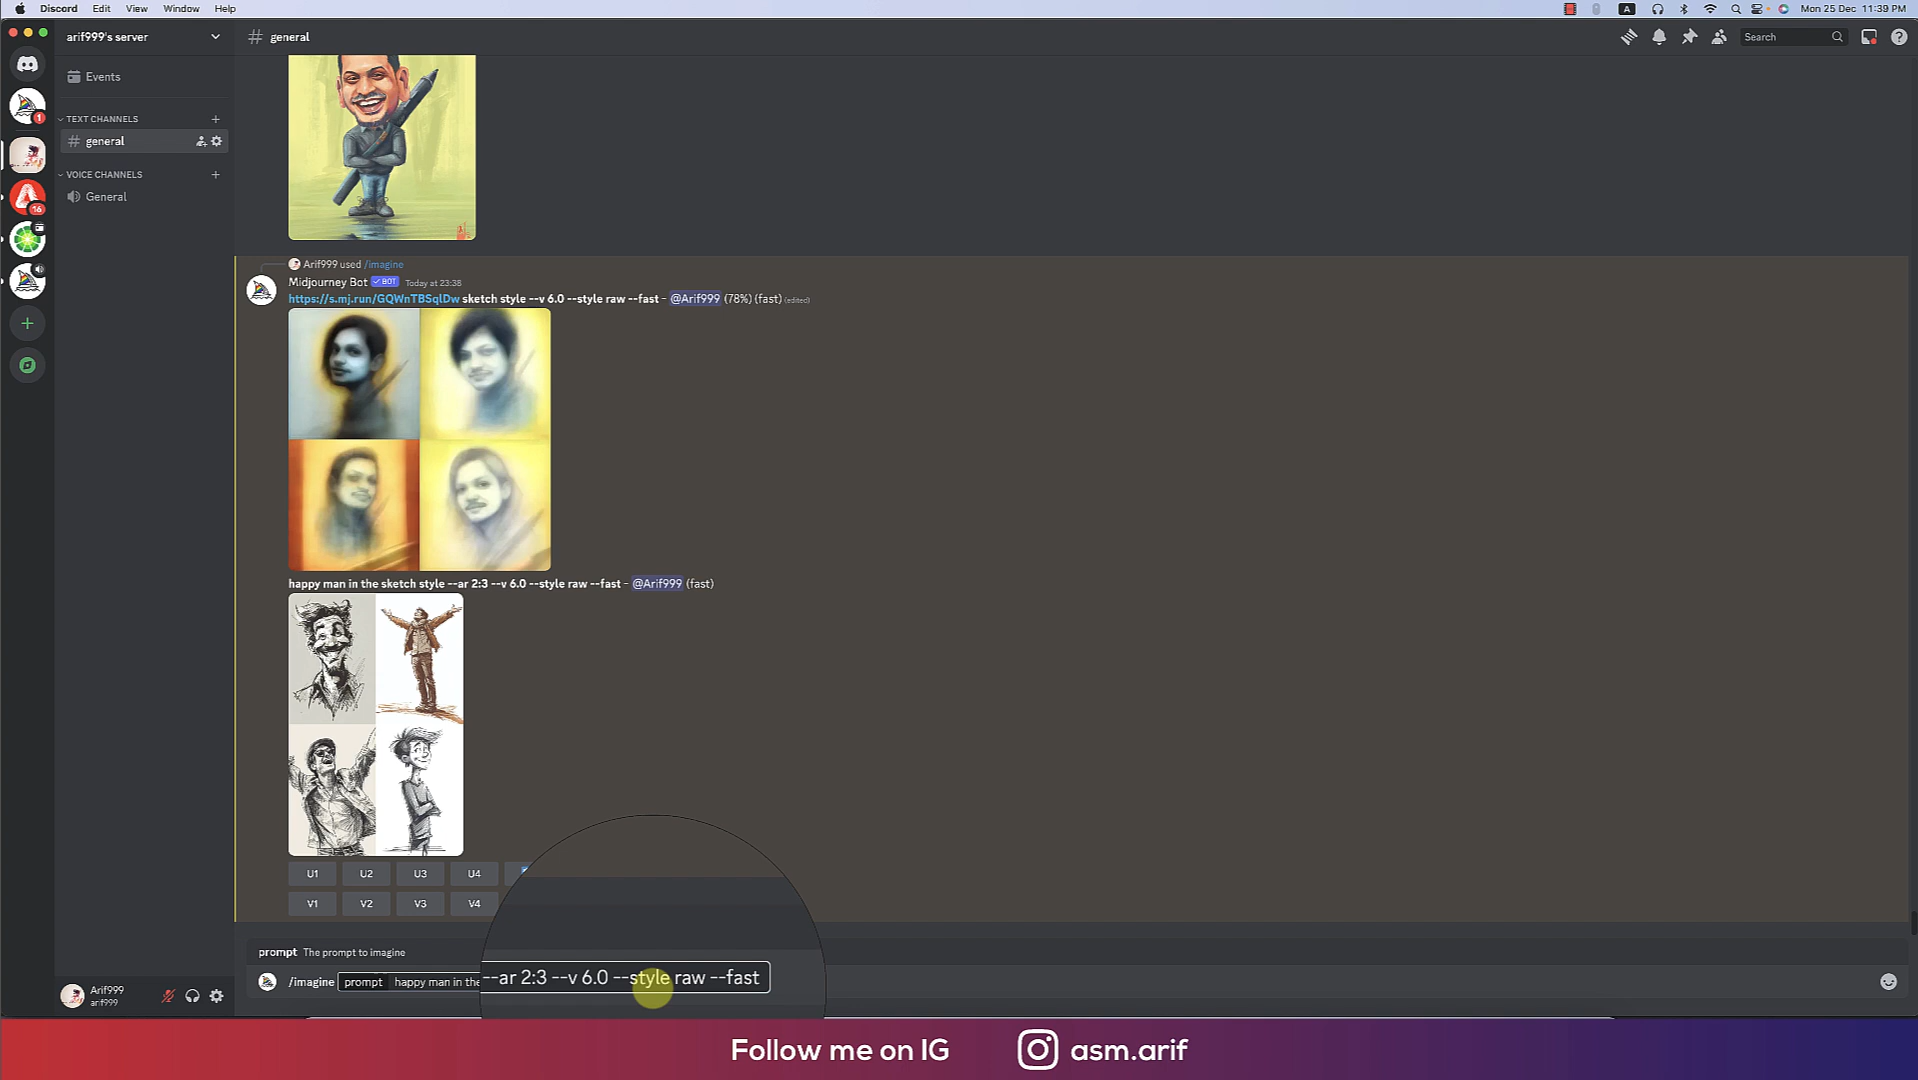 Discord Edit View Window Help
A
Mon 25 Dec 11:39 PM
arif999's server
# general
Search
?
Events
1
TEXT CHANNELS +
# general
VOICE CHANNELS +
General
16
+
Arif999 used /imagine
Midjourney Bot ✓BOT Today at 23:38
https://s.mj.run/GQWnTBSqlDw sketch style --v 6.0 --style raw --fast - @Arif999 (78%) (fast) (edited)
happy man in the sketch style --ar 2:3 --v 6.0 --style raw --fast - @Arif999 (fast)
U1 U2 U3 U4
V1 V2 V3 V4
prompt The prompt to imagine
/imagine prompt happy man in the --ar 2:3 --v 6.0 --style raw --fast
Arif999
arif999
Follow me on IG asm.arif